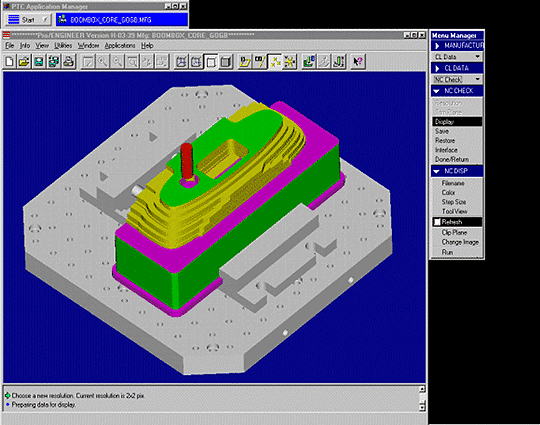 PTC Application Manager
Start
BOOMBOX_CORE_GOGB.MFG
Pro/ENGINEER Version H-03-39 Mfg: BOOMBOX_CORE_GOGB
File Info View Utilities Window Applications Help
Choose a new resolution. Current resolution is 2x2 pix.
Preparing data for display.
Menu Manager
MANUFACTUR
CL Data
CL DATA
NC Check
NC CHECK
Resolution
Display
Save
Restore
Interface
Done/Return
NC DISP
Filename
Color
Step Size
Tool View
Refresh
Clip Plane
Change Image
Run